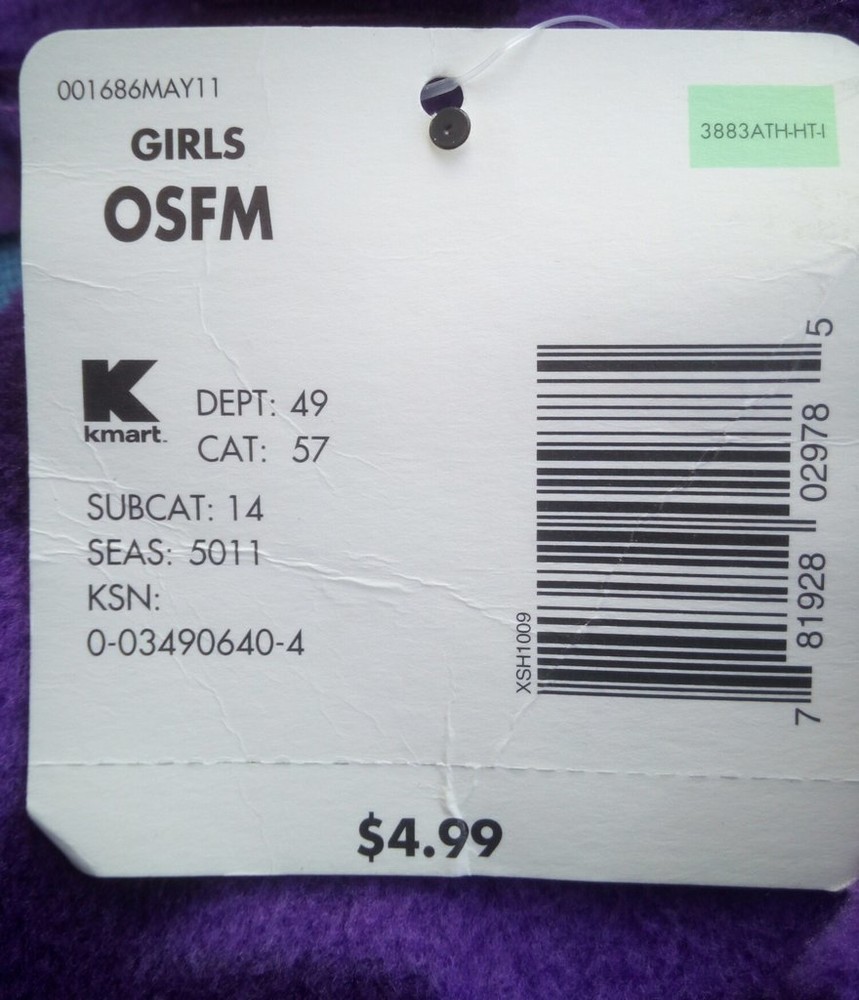 001686MAY11
3883ATH-HT-I
GIRLS
OSFM
K
kmart.
DEPT: 49
CAT: 57
SUBCAT: 14
SEAS: 5011
KSN:
0-03490640-4
XSH1009
7 81928 02978 5
$4.99